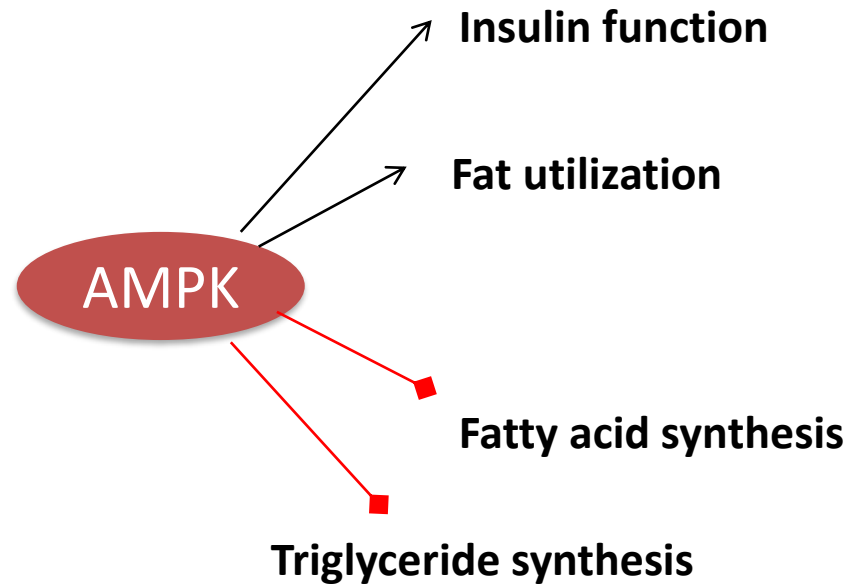 Insulin function
Fat utilization
AMPK
Fatty acid synthesis
Triglyceride synthesis